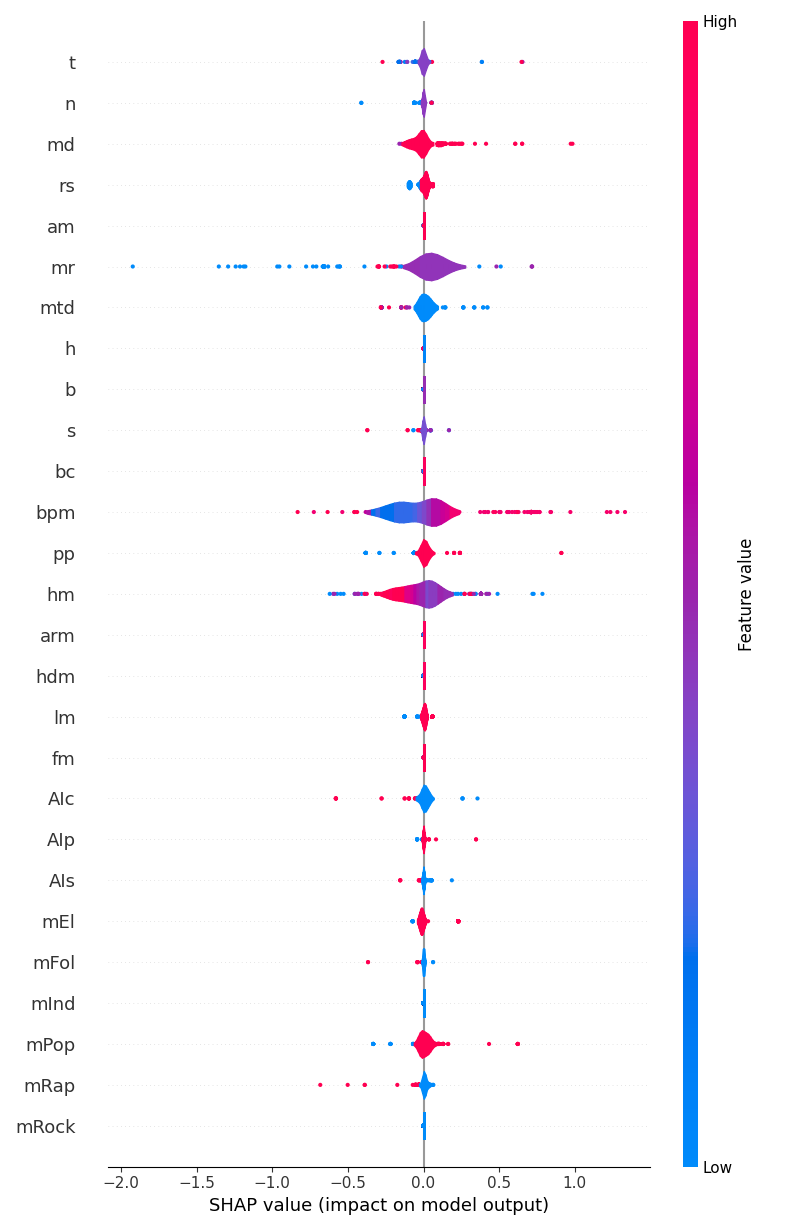 High
t
n
md
rs
am
mr
mtd
h
b
s
bc
bpm
pp
hm
arm
hdm
lm
fm
AIc
AIp
AIs
mEl
mFol
mInd
mPop
mRap
mRock
Feature value
Low
−2.0 −1.5 −1.0 −0.5 0.0 0.5 1.0
SHAP value (impact on model output)